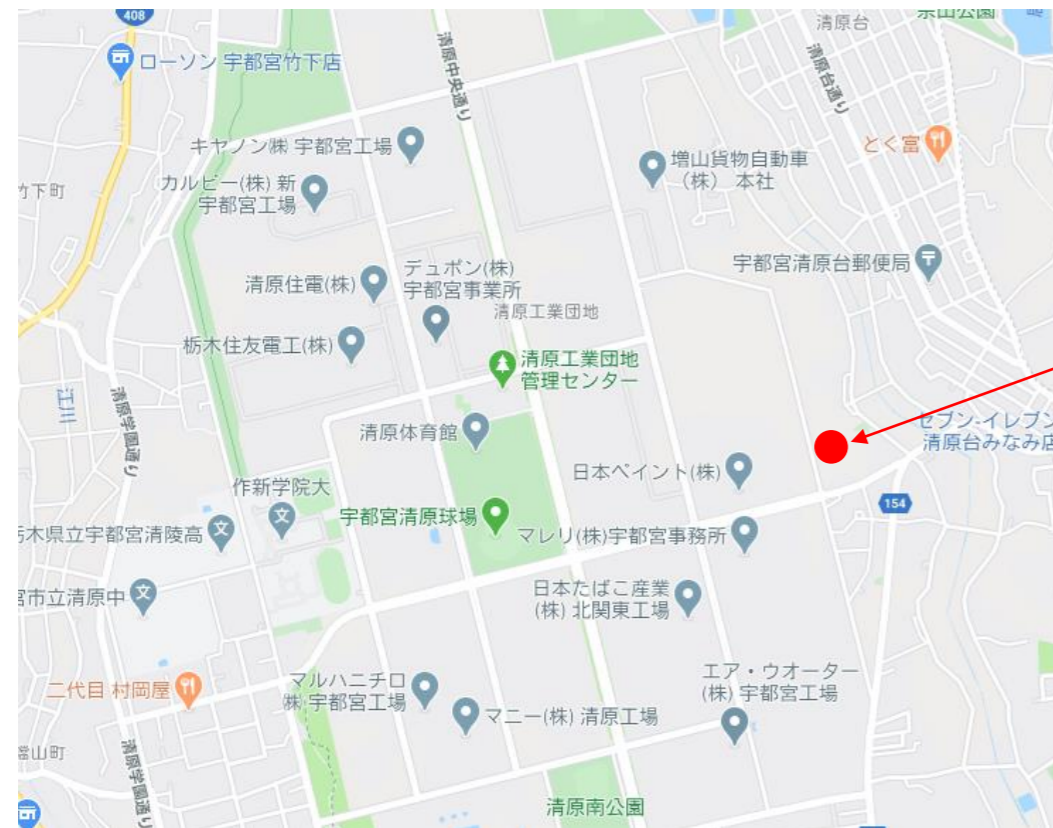 408
清原台
ローソン 宇都宮竹下店
清原中央通り
清原台通り
キヤノン㈱ 宇都宮工場
とく富
増山貨物自動車
（株） 本社
竹下町
カルビー(株) 新
宇都宮工場
宇都宮清原台郵便局
デュポン(株)
宇都宮事業所
清原住電(株)
清原工業団地
栃木住友電工(株)
清原工業団地
管理センター
江川
清原学園通り
清原体育館
セブン-イレブン
清原台みなみ店
日本ペイント(株)
作新学院大
154
宇都宮清原球場
マレリ(株)宇都宮事務所
栃木県立宇都宮清陵高
日本たばこ産業
(株) 北関東工場
宮市立清原中
エア・ウオーター
(株) 宇都宮工場
マルハニチロ
㈱ 宇都宮工場
二代目 村岡屋
マニー(株) 清原工場
清原学園通り
清原南公園